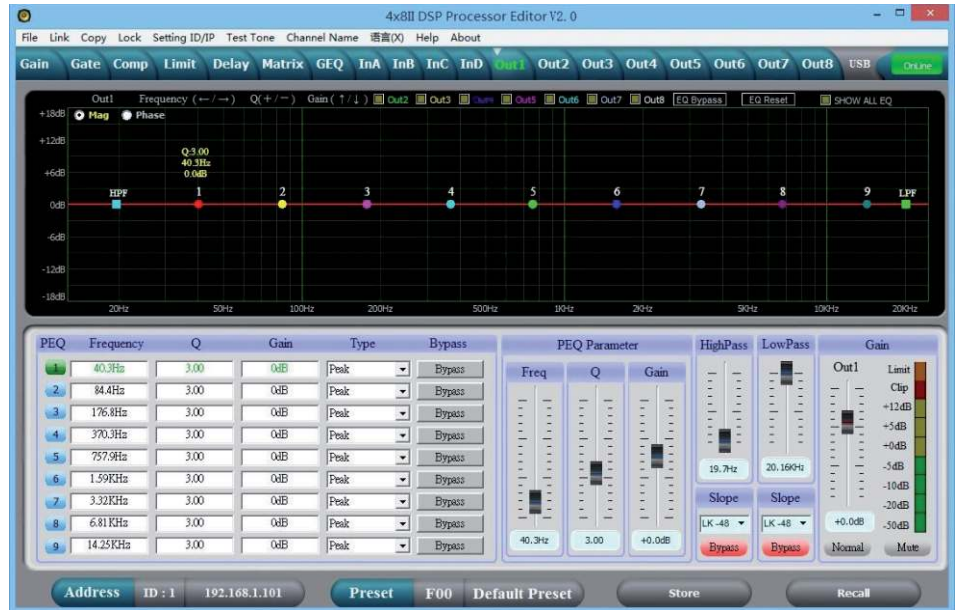 4x8II DSP Processor Editor V2. 0
File Link Copy Lock Setting ID/IP Test Tone Channel Name 语言(X) Help About
Gain Gate Comp Limit Delay Matrix GEQ InA InB InC InD Out1 Out2 Out3 Out4 Out5 Out6 Out7 Out8 USB OnLine
Out1 Frequency (←/→) Q(+/−) Gain(↑/↓) Out2 Out3 Out4 Out5 Out6 Out7 Out8 EQ Bypass EQ Reset SHOW ALL EQ
+18dB Mag Phase
+12dB
Q:3.00
40.3Hz
+6dB 0.0dB
HPF 1 2 3 4 5 6 7 8 9 LPF
0dB
-6dB
-12dB
-18dB
20Hz 50Hz 100Hz 200Hz 500Hz 1KHz 2KHz 5KHz 10KHz 20KHz
PEQ Frequency Q Gain Type Bypass
1 40.3Hz 3.00 0dB Peak Bypass
2 84.4Hz 3.00 0dB Peak Bypass
3 176.8Hz 3.00 0dB Peak Bypass
4 370.3Hz 3.00 0dB Peak Bypass
5 757.9Hz 3.00 0dB Peak Bypass
6 1.59KHz 3.00 0dB Peak Bypass
7 3.32KHz 3.00 0dB Peak Bypass
8 6.81KHz 3.00 0dB Peak Bypass
9 14.25KHz 3.00 0dB Peak Bypass
PEQ Parameter
Freq Q Gain
40.3Hz 3.00 +0.0dB
HighPass
19.7Hz
Slope
LK -48
Bypass
LowPass
20.16KHz
Slope
LK -48
Bypass
Gain
Out1
+0.0dB
Normal
Limit
Clip
+12dB
+5dB
+0dB
-5dB
-10dB
-20dB
-50dB
Mute
Address ID : 1 192.168.1.101 Preset F00 Default Preset Store Recall